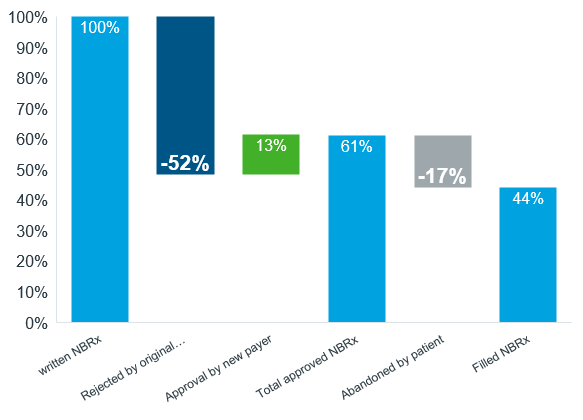 100%
90%
80%
70%
60%
50%
40%
30%
20%
10%
0%
100%
-52%
13%
61%
-17%
44%
written NBRx
Rejected by original…
Approval by new payer
Total approved NBRx
Abandoned by patient
Filled NBRx